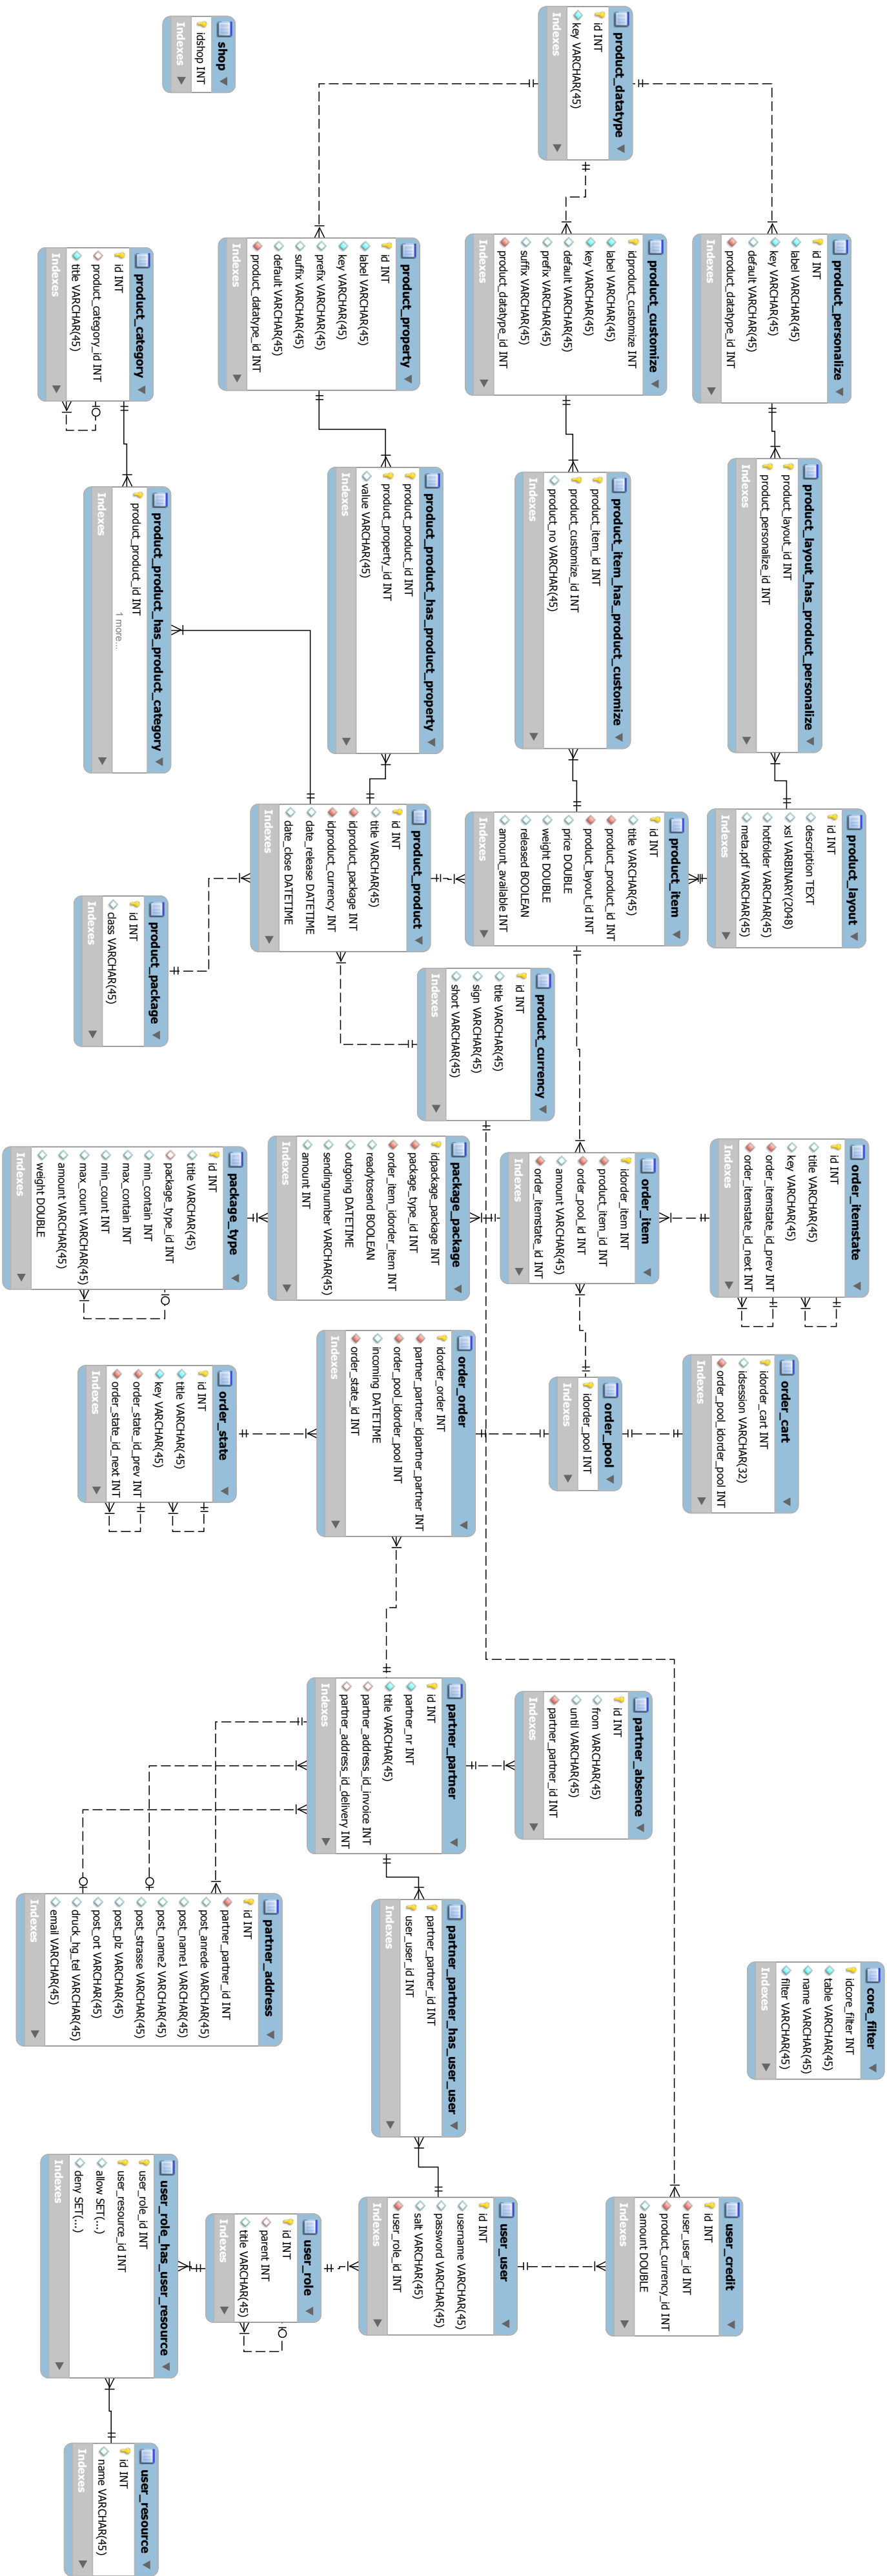 shop
idshop INT
Indexes
product_datatype
id INT
key VARCHAR(45)
Indexes
product_personalize
id INT
label VARCHAR(45)
key VARCHAR(45)
default VARCHAR(45)
product_datatype_id INT
Indexes
product_customize
idproduct_customize INT
label VARCHAR(45)
key VARCHAR(45)
default VARCHAR(45)
prefix VARCHAR(45)
suffix VARCHAR(45)
product_datatype_id INT
Indexes
product_property
id INT
label VARCHAR(45)
key VARCHAR(45)
prefix VARCHAR(45)
suffix VARCHAR(45)
default VARCHAR(45)
product_datatype_id INT
Indexes
product_category
id INT
product_category_id INT
title VARCHAR(45)
Indexes
product_layout_has_product_personalize
product_layout_id INT
product_personalize_id INT
Indexes
product_item_has_product_customize
product_item_id INT
product_customize_id INT
product_no VARCHAR(45)
Indexes
product_product_has_product_property
product_product_id INT
product_property_id INT
value VARCHAR(45)
Indexes
product_product_has_product_category
product_product_id INT
1 more...
Indexes
product_layout
id INT
description TEXT
xsl VARBINARY(2048)
hotfolder VARCHAR(45)
meta.pdf VARCHAR(45)
Indexes
product_item
id INT
title VARCHAR(45)
product_product_id INT
product_layout_id INT
price DOUBLE
weight DOUBLE
released BOOLEAN
amount_available INT
Indexes
product_product
id INT
title VARCHAR(45)
idproduct_package INT
idproduct_currency INT
date_release DATETIME
date_close DATETIME
Indexes
product_package
id INT
class VARCHAR(45)
Indexes
product_currency
id INT
title VARCHAR(45)
sign VARCHAR(45)
short VARCHAR(45)
Indexes
order_itemstate
id INT
title VARCHAR(45)
key VARCHAR(45)
order_itemstate_id_prev INT
order_itemstate_id_next INT
Indexes
order_item
idorder_item INT
product_item_id INT
order_pool_id INT
amount VARCHAR(45)
order_itemstate_id INT
Indexes
package_package
idpackage_package INT
package_type_id INT
order_item_idorder_item INT
readytosend BOOLEAN
outgoing DATETIME
sendingnumber VARCHAR(45)
amount INT
Indexes
package_type
id INT
title VARCHAR(45)
package_type_id INT
min_contain INT
max_contain INT
min_count INT
max_count VARCHAR(45)
amount VARCHAR(45)
weight DOUBLE
Indexes
order_cart
idorder_cart INT
idsession VARCHAR(32)
order_pool_idorder_pool INT
Indexes
order_pool
idorder_pool INT
Indexes
order_order
idorder_order INT
partner_partner_idpartner_partner INT
order_pool_idorder_pool INT
incoming DATETIME
order_state_id INT
Indexes
order_state
id INT
title VARCHAR(45)
key VARCHAR(45)
order_state_id_prev INT
order_state_id_next INT
Indexes
partner_absence
id INT
from VARCHAR(45)
until VARCHAR(45)
partner_partner_id INT
Indexes
partner_partner
id INT
partner_nr INT
title VARCHAR(45)
partner_address_id_invoice INT
partner_address_id_delivery INT
Indexes
partner_address
id INT
partner_partner_id INT
post_anrede VARCHAR(45)
post_name1 VARCHAR(45)
post_name2 VARCHAR(45)
post_strasse VARCHAR(45)
post_plz VARCHAR(45)
post_ort VARCHAR(45)
druck_hg_tel VARCHAR(45)
email VARCHAR(45)
Indexes
partner_partner_has_user_user
partner_partner_id INT
user_user_id INT
Indexes
core_filter
idcore_filter INT
table VARCHAR(45)
name VARCHAR(45)
filter VARCHAR(45)
Indexes
user_credit
id INT
user_user_id INT
product_currency_id INT
amount DOUBLE
Indexes
user_user
id INT
username VARCHAR(45)
password VARCHAR(45)
salt VARCHAR(45)
user_role_id INT
Indexes
user_role
id INT
parent INT
title VARCHAR(45)
Indexes
user_role_has_user_resource
user_role_id INT
user_resource_id INT
allow SET(...)
deny SET(...)
Indexes
user_resource
id INT
name VARCHAR(45)
Indexes